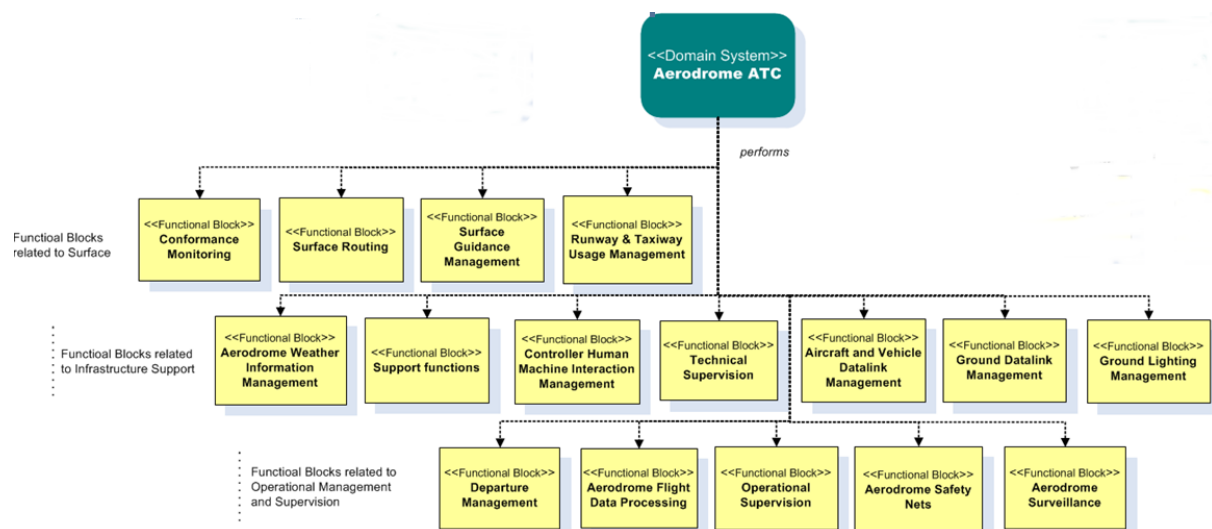 <<Domain System>>
Aerodrome ATC
performs
Functioal Blocks
related to Surface
<<Functional Block>>
Conformance
Monitoring
<<Functional Block>>
Surface Routing
<<Functional Block>>
Surface
Guidance
Management
<<Functional Block>>
Runway & Taxiway
Usage Management
Functioal Blocks related
to Infrastructure Support
<<Functional Block>>
Aerodrome Weather
Information
Management
<<Functional Block>>
Support functions
<<Functional Block>>
Controller Human
Machine Interaction
Management
<<Functional Block>>
Technical
Supervision
<<Functional Block>>
Aircraft and Vehicle
Datalink
Management
<<Functional Block>>
Ground Datalink
Management
<<Functional Block>>
Ground Lighting
Management
Functioal Blocks related to
Operational Management
and Supervision
<<Functional Block>>
Departure
Management
<<Functional Block>>
Aerodrome Flight
Data Processing
<<Functional Block>>
Operational
Supervision
<<Functional Block>>
Aerodrome Safety
Nets
<<Functional Block>>
Aerodrome
Surveillance